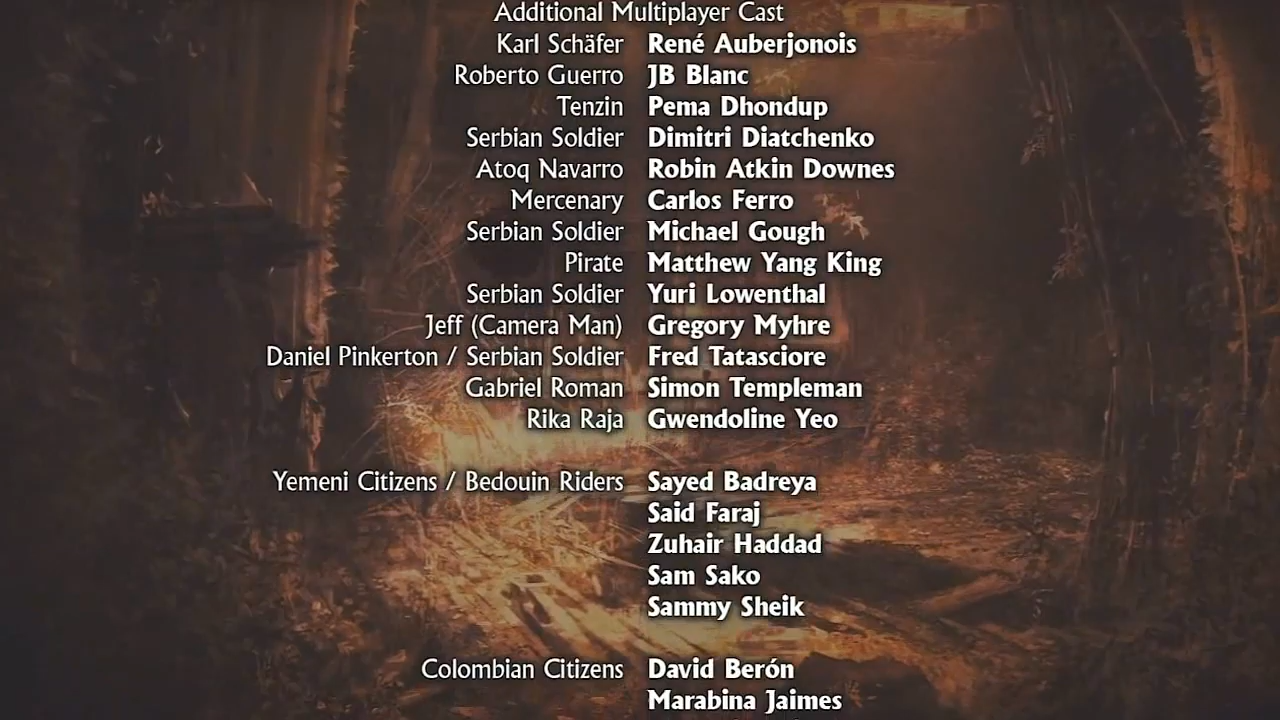 Additional Multiplayer Cast
Karl Schäfer René Auberjonois
Roberto Guerro JB Blanc
Tenzin Pema Dhondup
Serbian Soldier Dimitri Diatchenko
Atoq Navarro Robin Atkin Downes
Mercenary Carlos Ferro
Serbian Soldier Michael Gough
Pirate Matthew Yang King
Serbian Soldier Yuri Lowenthal
Jeff (Camera Man) Gregory Myhre
Daniel Pinkerton / Serbian Soldier Fred Tatasciore
Gabriel Roman Simon Templeman
Rika Raja Gwendoline Yeo
Yemeni Citizens / Bedouin Riders Sayed Badreya
Said Faraj
Zuhair Haddad
Sam Sako
Sammy Sheik
Colombian Citizens David Berón
Marabina Jaimes